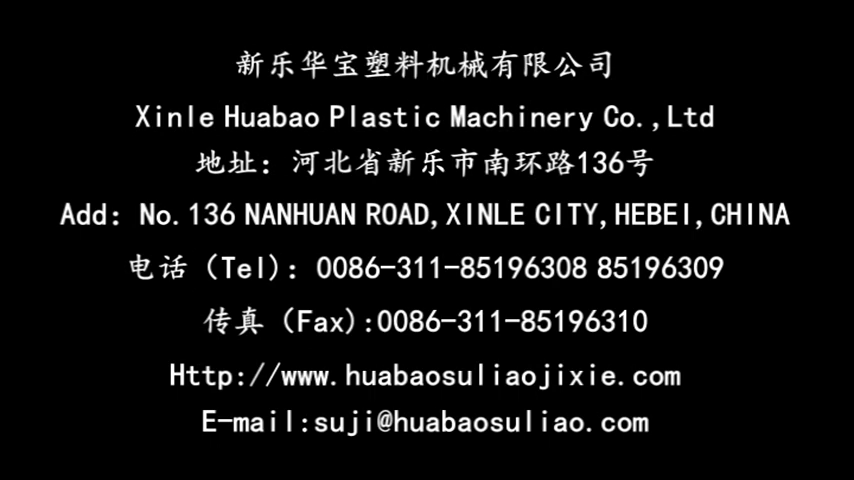 新乐华宝塑料机械有限公司
Xinle Huabao Plastic Machinery Co.,Ltd
地址：河北省新乐市南环路136号
Add：No.136 NANHUAN ROAD,XINLE CITY,HEBEI,CHINA
电话（Tel)：0086-311-85196308 85196309
传真（Fax):0086-311-85196310
Http://www.huabaosuliaojixie.com
E-mail:suji@huabaosuliao.com